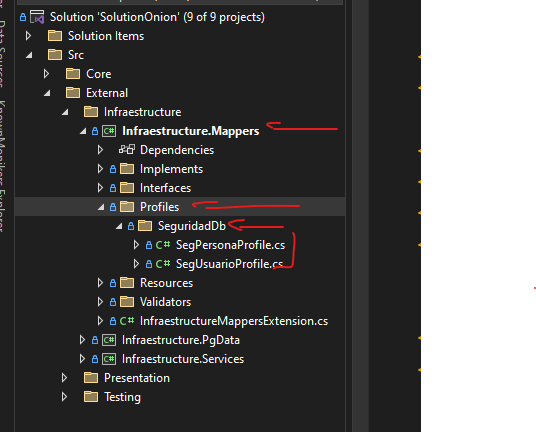 Solution 'SolutionOnion' (9 of 9 projects)
Solution Items
Src
Core
External
Infraestructure
C# Infraestructure.Mappers
Dependencies
Implements
Interfaces
Profiles
SeguridadDb
C# SegPersonaProfile.cs
C# SegUsuarioProfile.cs
Resources
Validators
C# InfraestructureMappersExtension.cs
C# Infraestructure.PgData
C# Infraestructure.Services
Presentation
Testing
Data Sources
KnownMonikers Explorer